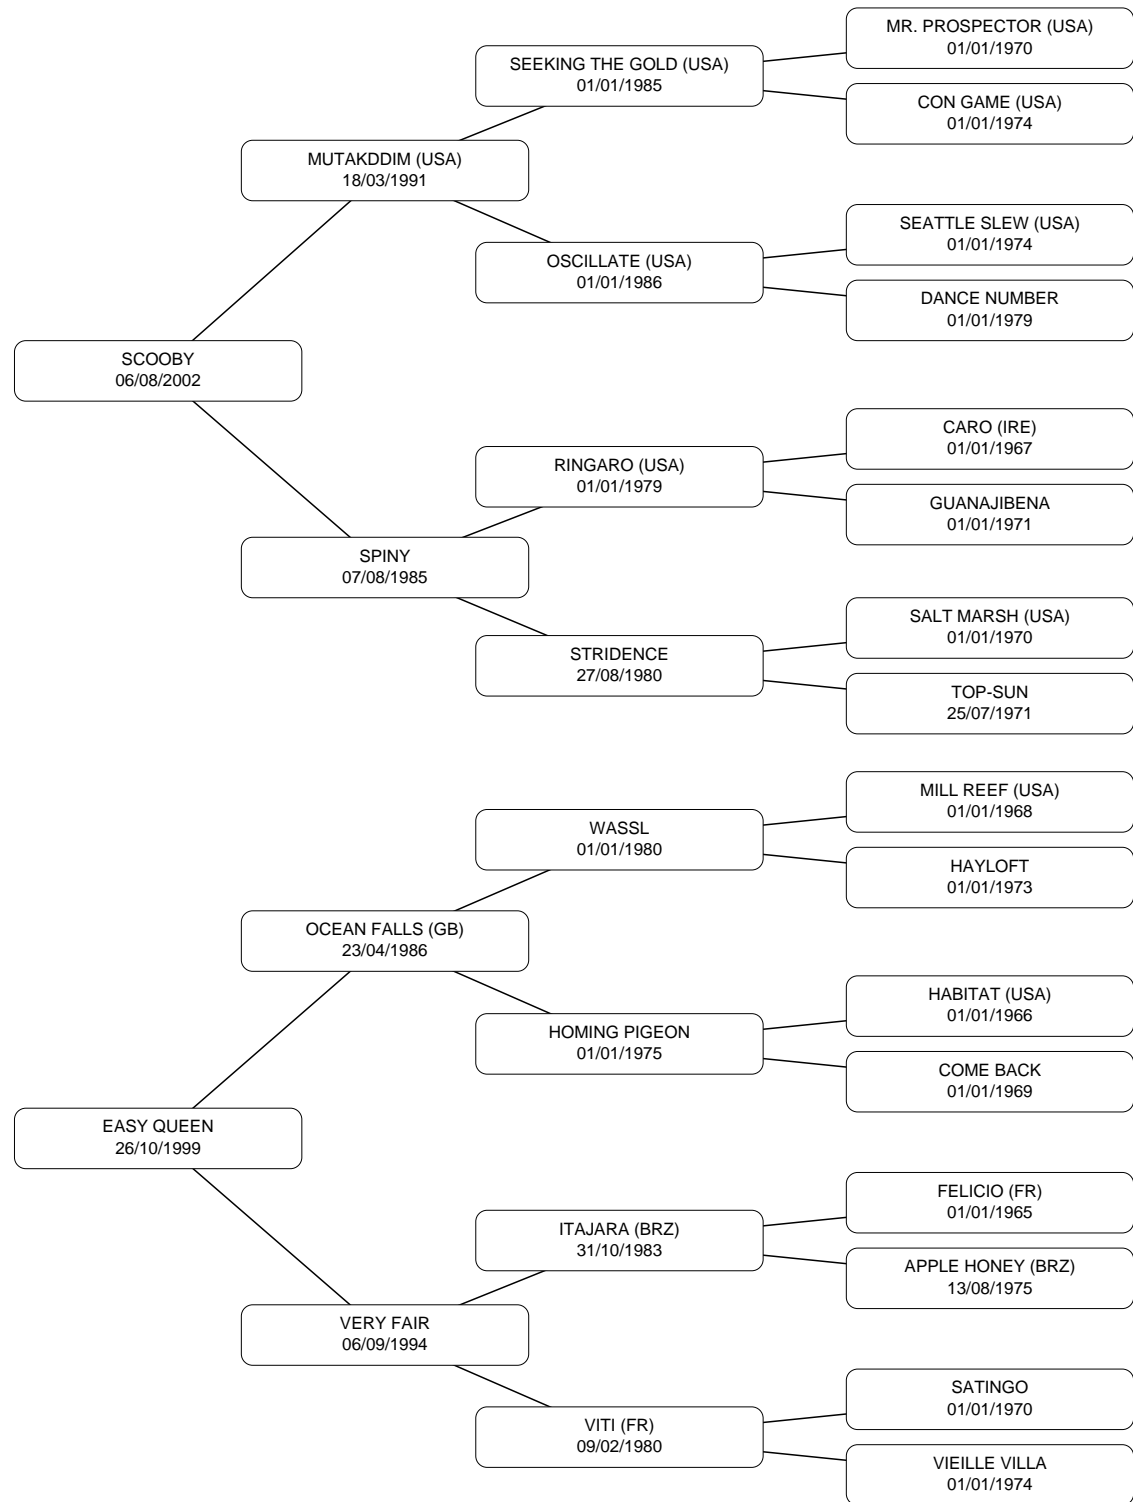 MR. PROSPECTOR (USA)
01/01/1970
SEEKING THE GOLD (USA)
01/01/1985
CON GAME (USA)
01/01/1974
MUTAKDDIM (USA)
18/03/1991
SEATTLE SLEW (USA)
01/01/1974
OSCILLATE (USA)
01/01/1986
DANCE NUMBER
01/01/1979
SCOOBY
06/08/2002
CARO (IRE)
01/01/1967
RINGARO (USA)
01/01/1979
GUANAJIBENA
01/01/1971
SPINY
07/08/1985
SALT MARSH (USA)
01/01/1970
STRIDENCE
27/08/1980
TOP-SUN
25/07/1971
MILL REEF (USA)
01/01/1968
WASSL
01/01/1980
HAYLOFT
01/01/1973
OCEAN FALLS (GB)
23/04/1986
HABITAT (USA)
01/01/1966
HOMING PIGEON
01/01/1975
COME BACK
01/01/1969
EASY QUEEN
26/10/1999
FELICIO (FR)
01/01/1965
ITAJARA (BRZ)
31/10/1983
APPLE HONEY (BRZ)
13/08/1975
VERY FAIR
06/09/1994
SATINGO
01/01/1970
VITI (FR)
09/02/1980
VIEILLE VILLA
01/01/1974